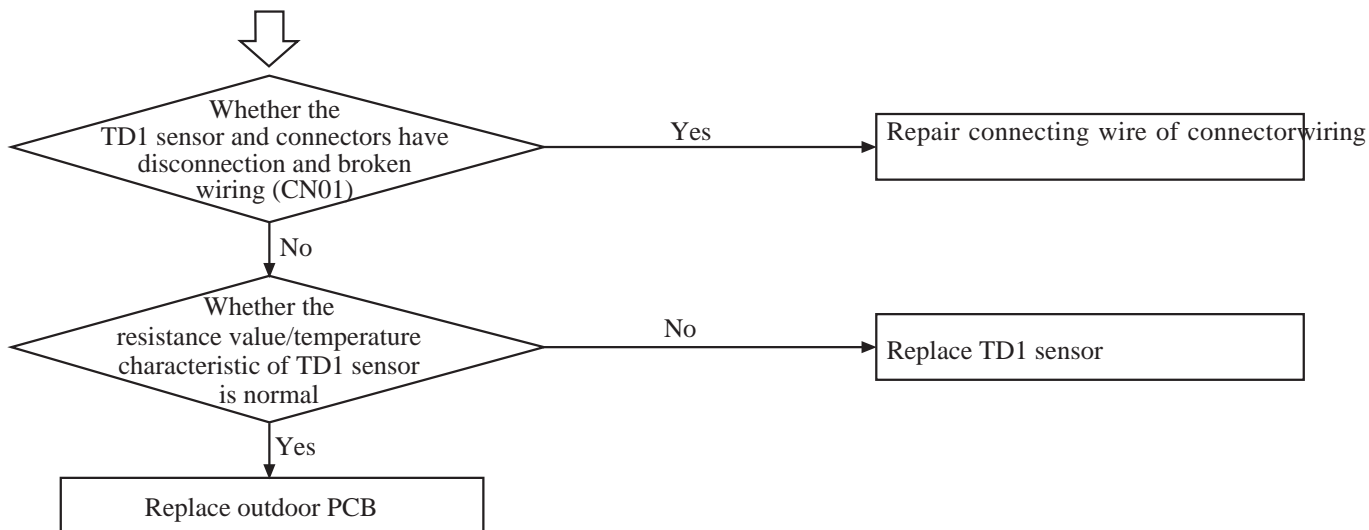 Whether the
TD1 sensor and connectors have
disconnection and broken
wiring (CN01)
Yes
Repair connecting wire of connectorwiring
No
Whether the
resistance value/temperature
characteristic of TD1 sensor
is normal
No
Replace TD1 sensor
Yes
Replace outdoor PCB